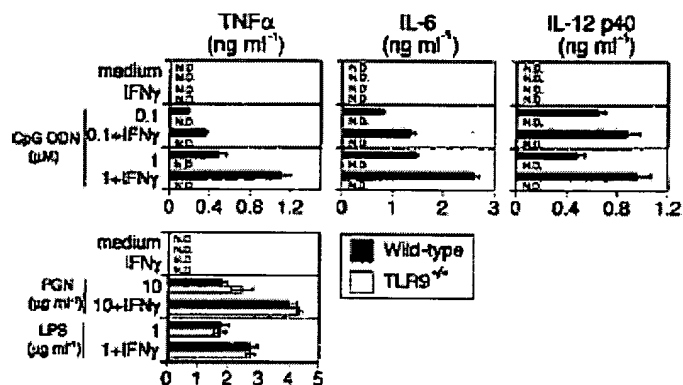 TNFα IL-6 IL-12 p40
(ng ml⁻¹) (ng ml⁻¹) (ng ml⁻¹)
medium N.D. N.D. N.D.
N.D. N.D. N.D.
IFNγ N.D. N.D. N.D.
N.D. N.D. N.D.
0.1
N.D. N.D. N.D.
CpG ODN 0.1+IFNγ
(μM) N.D. N.D. N.D.
1
N.D. N.D. N.D.
1+IFNγ
N.D. N.D. N.D.
0 0.4 0.8 1.2 0 1 2 3 0 0.4 0.8 1.2
medium N.D.
N.D.
IFNγ N.D.
N.D.
PGN 10
(μg ml⁻¹) 10+IFNγ
LPS 1
(μg ml⁻¹) 1+IFNγ
0 1 2 3 4 5
Wild-type
TLR9⁻/⁻